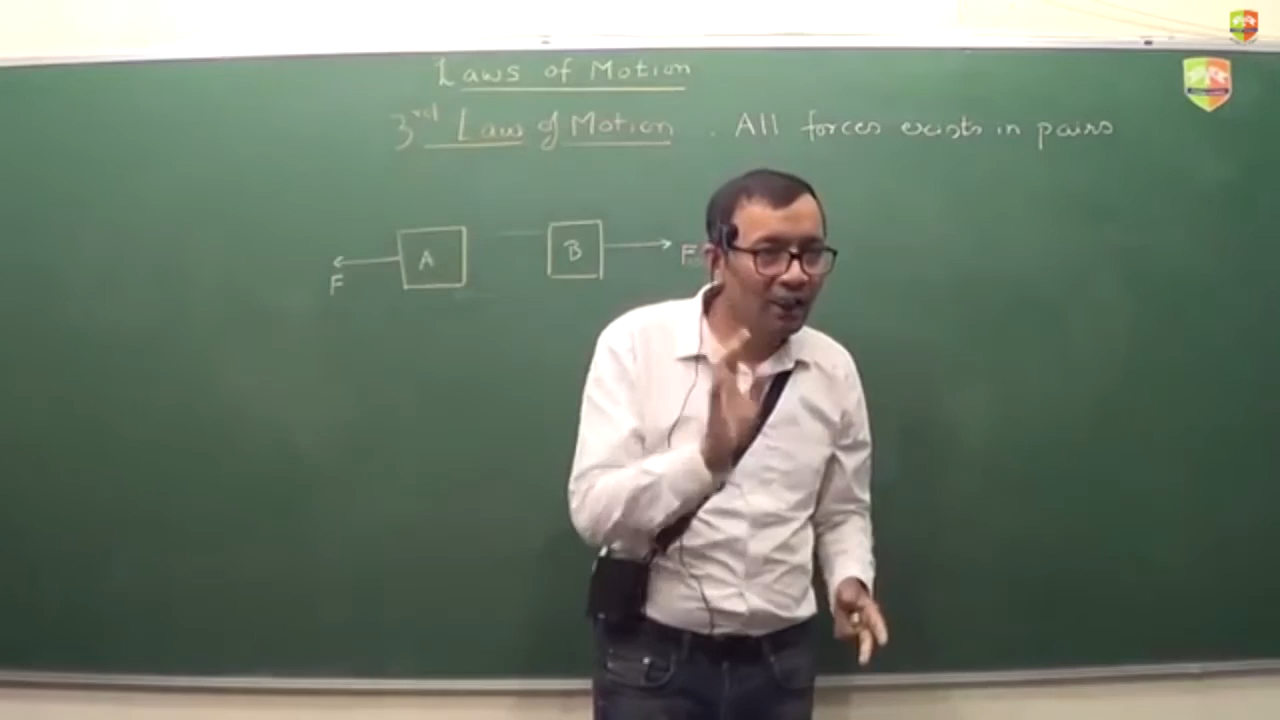 Laws of Motion
3rd Law of Motion . All forces exists in pairs
A B
F F